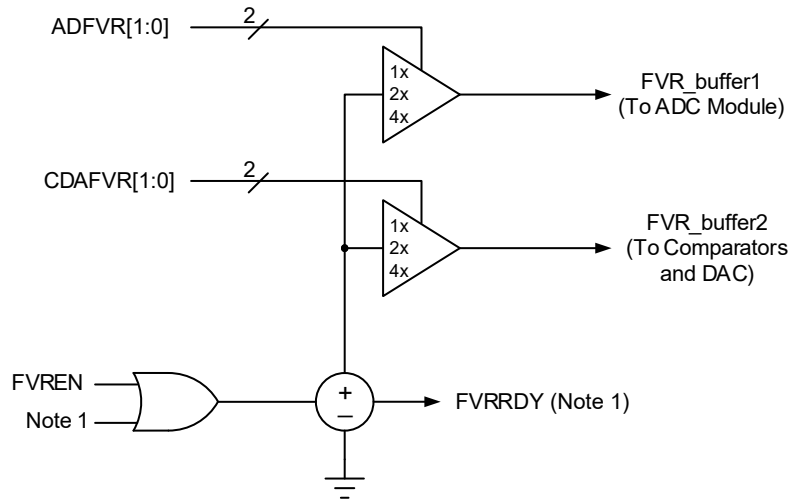 ADFVR[1:0]
2
1x
2x
4x
FVR_buffer1
(To ADC Module)
CDAFVR[1:0]
2
1x
2x
4x
FVR_buffer2
(To Comparators
and DAC)
FVREN
Note 1
+
–
FVRRDY (Note 1)